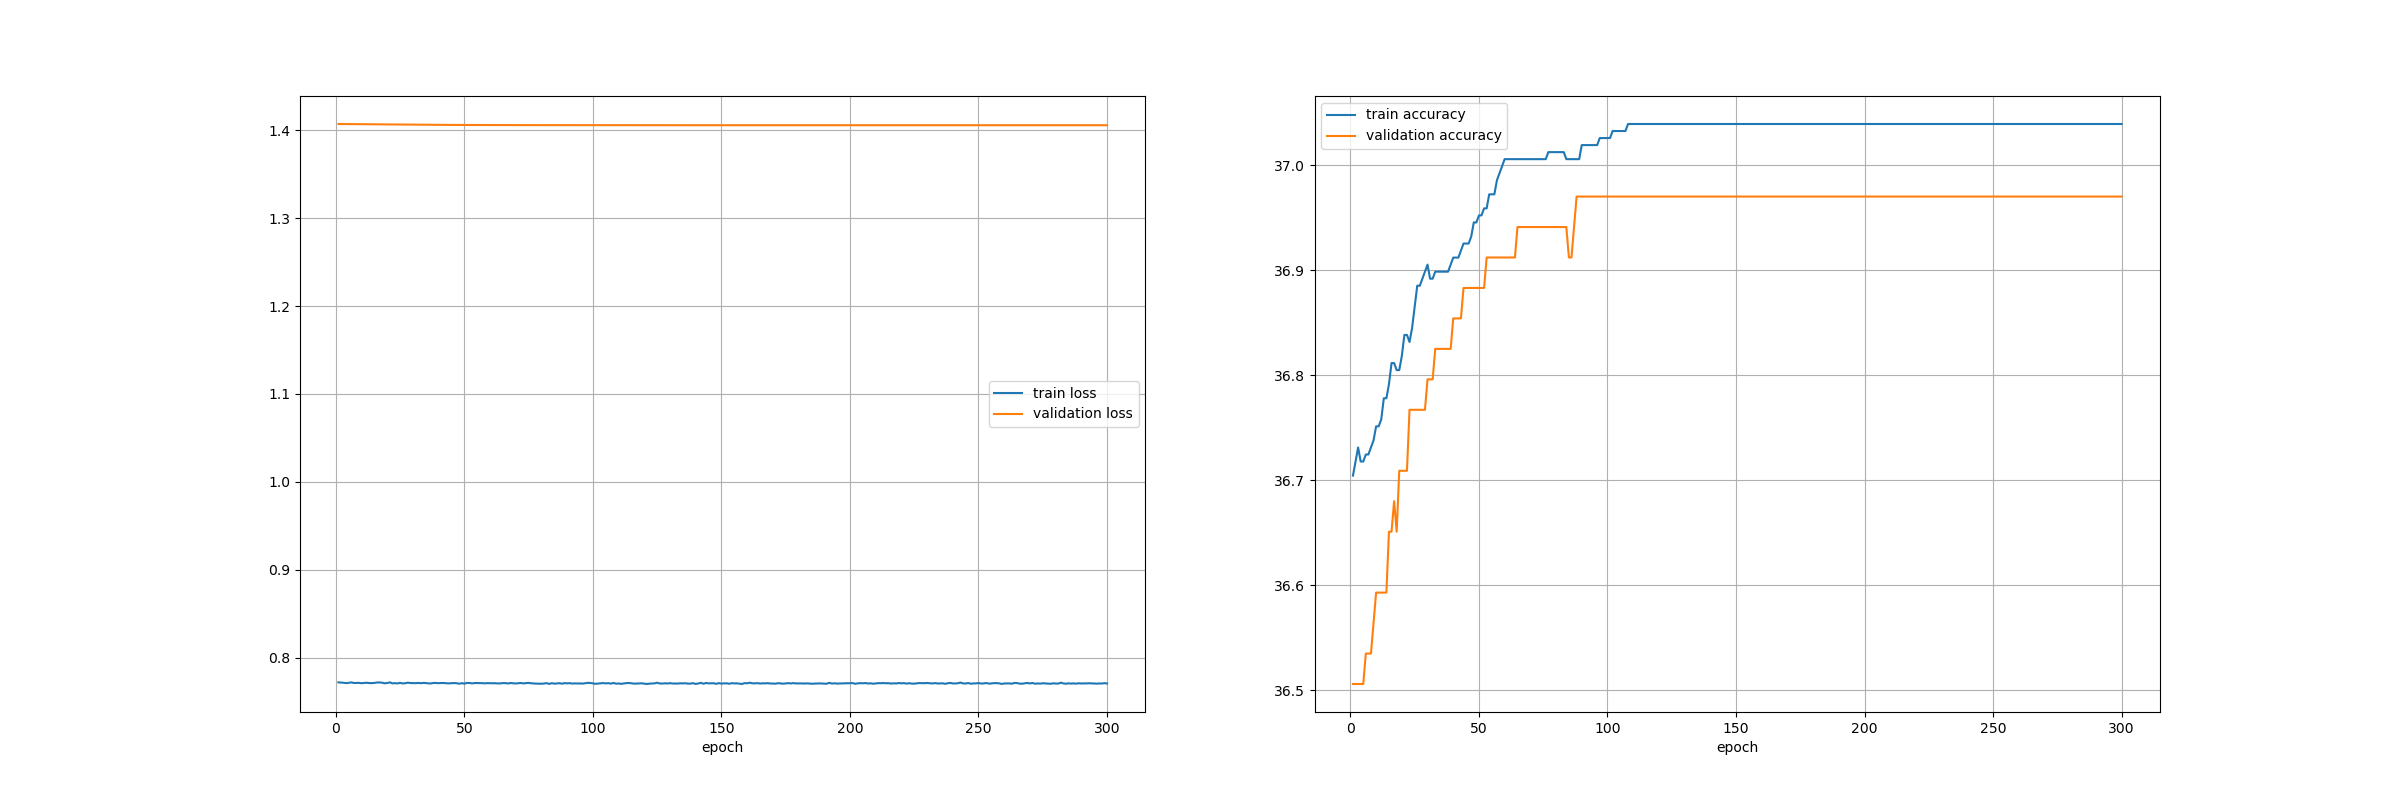 1.4
1.3
1.2
1.1
1.0
0.9
0.8
0 50 100 150 200 250 300
epoch
train loss
validation loss
train accuracy
validation accuracy
37.0
36.9
36.8
36.7
36.6
36.5
0 50 100 150 200 250 300
epoch